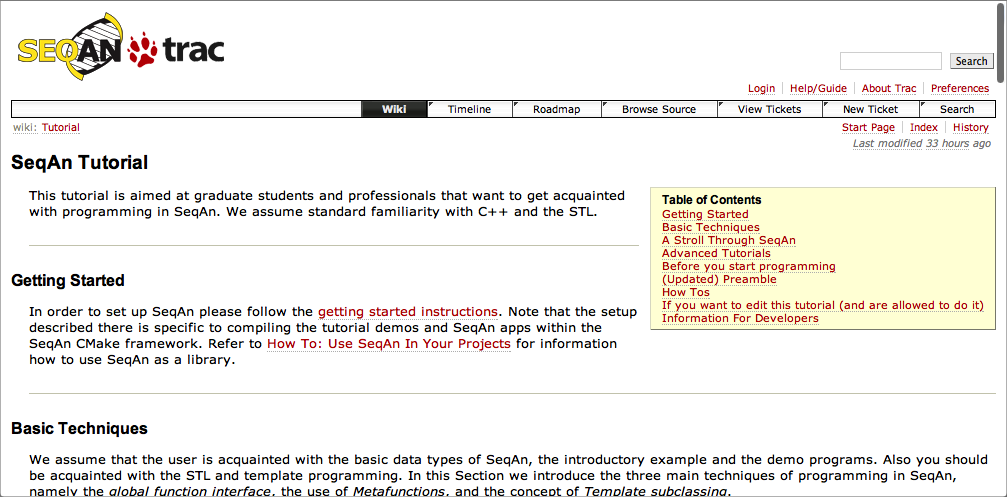 SEQAN trac
Search
Login Help/Guide About Trac Preferences
Wiki Timeline Roadmap Browse Source View Tickets New Ticket Search
wiki: Tutorial
Start Page Index History
Last modified 33 hours ago
SeqAn Tutorial
This tutorial is aimed at graduate students and professionals that want to get acquainted
with programming in SeqAn. We assume standard familiarity with C++ and the STL.
Table of Contents
Getting Started
Basic Techniques
A Stroll Through SeqAn
Advanced Tutorials
Before you start programming
(Updated) Preamble
How Tos
If you want to edit this tutorial (and are allowed to do it)
Information For Developers
Getting Started
In order to set up SeqAn please follow the getting started instructions. Note that the setup
described there is specific to compiling the tutorial demos and SeqAn apps within the
SeqAn CMake framework. Refer to How To: Use SeqAn In Your Projects for information
how to use SeqAn as a library.
Basic Techniques
We assume that the user is acquainted with the basic data types of SeqAn, the introductory example and the demo programs. Also you should
be acquainted with the STL and template programming. In this Section we introduce the three main techniques of programming in SeqAn,
namely the global function interface, the use of Metafunctions, and the concept of Template subclassing.